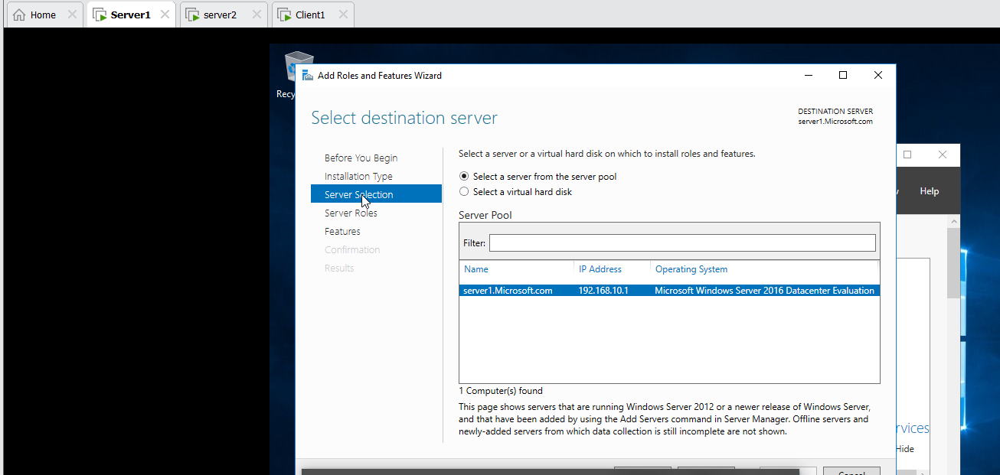 Home
Server1
server2
Client1
Add Roles and Features Wizard
Select destination server
DESTINATION SERVER
server1.Microsoft.com
Before You Begin
Installation Type
Server Selection
Server Roles
Features
Confirmation
Results
Select a server or a virtual hard disk on which to install roles and features.
Select a server from the server pool
Select a virtual hard disk
Server Pool
Filter:
Name IP Address Operating System
server1.Microsoft.com 192.168.10.1 Microsoft Windows Server 2016 Datacenter Evaluation
1 Computer(s) found
This page shows servers that are running Windows Server 2012 or a newer release of Windows Server,
and that have been added by using the Add Servers command in Server Manager. Offline servers and
newly-added servers from which data collection is still incomplete are not shown.
Cancel
Recy
Help
rvices
Hide